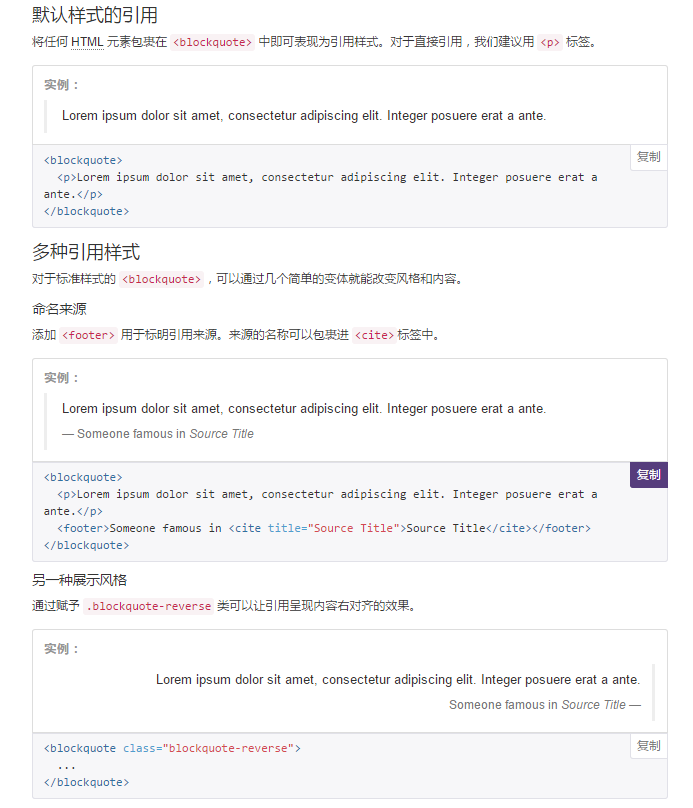 默认样式的引用
将任何 HTML 元素包裹在 <blockquote> 中即可表现为引用样式。对于直接引用，我们建议用 <p> 标签。
实例：
Lorem ipsum dolor sit amet, consectetur adipiscing elit. Integer posuere erat a ante.
复制
<blockquote>
  <p>Lorem ipsum dolor sit amet, consectetur adipiscing elit. Integer posuere erat a
ante.</p>
</blockquote>
多种引用样式
对于标准样式的 <blockquote> ，可以通过几个简单的变体就能改变风格和内容。
命名来源
添加 <footer> 用于标明引用来源。来源的名称可以包裹进 <cite>标签中。
实例：
Lorem ipsum dolor sit amet, consectetur adipiscing elit. Integer posuere erat a ante.
— Someone famous in Source Title
复制
<blockquote>
  <p>Lorem ipsum dolor sit amet, consectetur adipiscing elit. Integer posuere erat a
ante.</p>
  <footer>Someone famous in <cite title="Source Title">Source Title</cite></footer>
</blockquote>
另一种展示风格
通过赋予 .blockquote-reverse 类可以让引用呈现内容右对齐的效果。
实例：
Lorem ipsum dolor sit amet, consectetur adipiscing elit. Integer posuere erat a ante.
Someone famous in Source Title —
复制
<blockquote class="blockquote-reverse">
  ...
</blockquote>